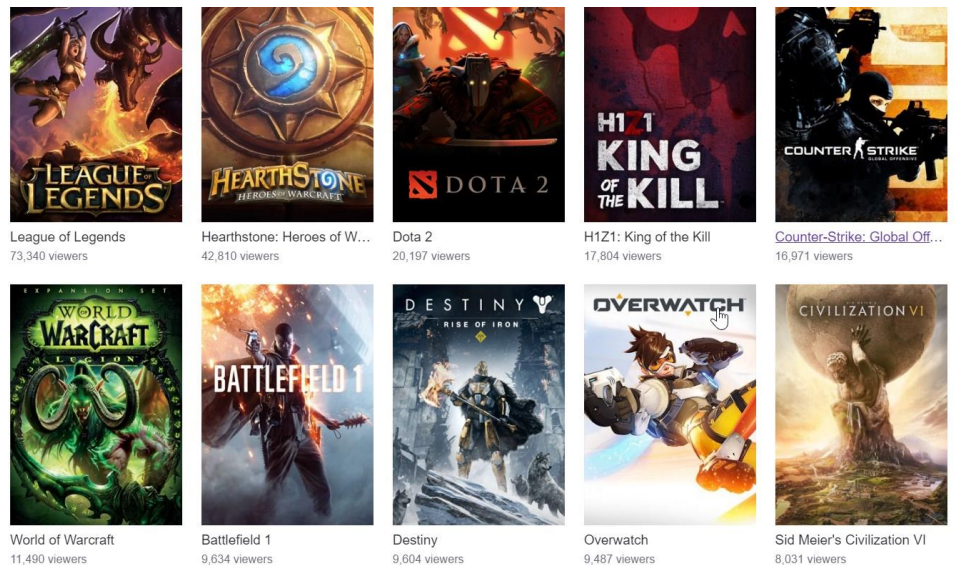 LEAGUE OF
LEGENDS
HEARTHSTONE
HEROES OF WARCRAFT
DOTA 2
H1Z1
KING
OF THE KILL
COUNTER STRIKE
GLOBAL OFFENSIVE
League of Legends
Hearthstone: Heroes of W...
Dota 2
H1Z1: King of the Kill
Counter-Strike: Global Off...
73,340 viewers
42,810 viewers
20,197 viewers
17,804 viewers
16,971 viewers
EXPANSION SET
WORLD OF
WARCRAFT
LEGION
BATTLEFIELD 1
DESTINY
RISE OF IRON
OVERWATCH
SID MEIER'S
CIVILIZATION VI
World of Warcraft
Battlefield 1
Destiny
Overwatch
Sid Meier's Civilization VI
11,490 viewers
9,634 viewers
9,604 viewers
9,487 viewers
8,031 viewers